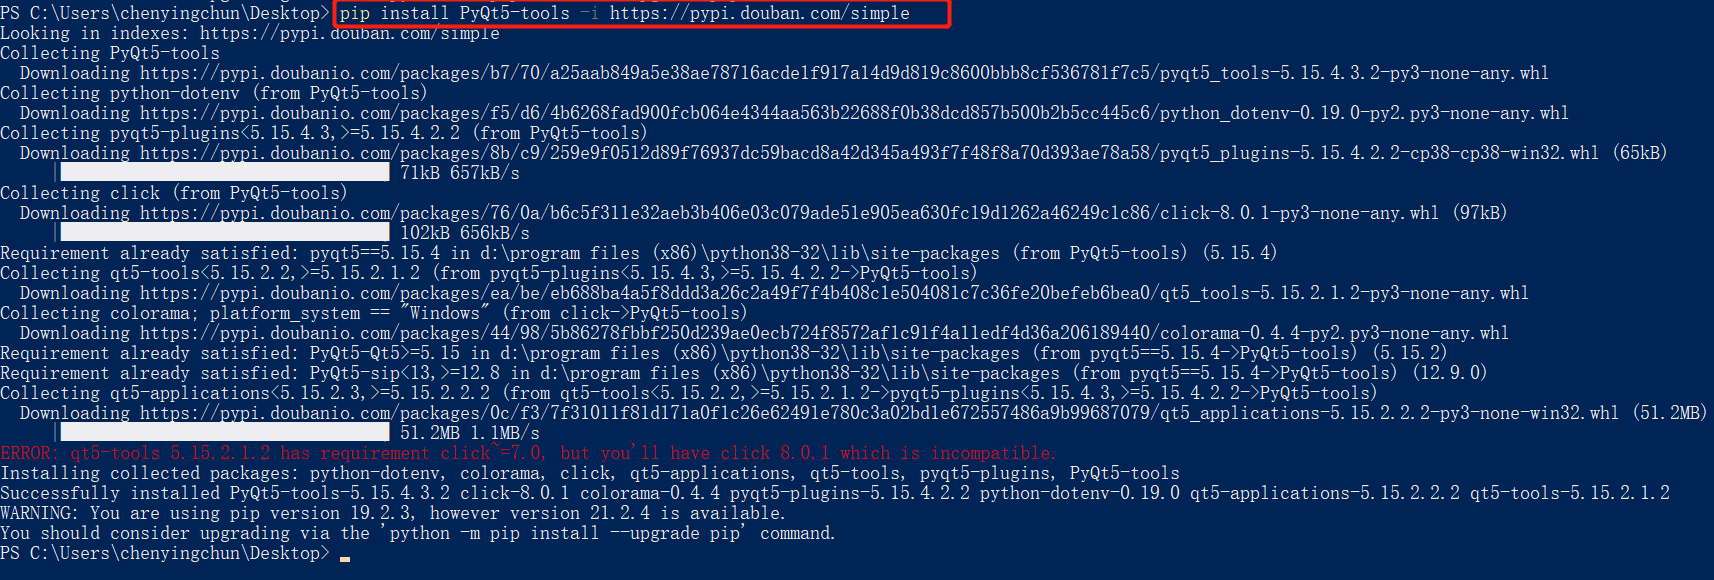 PS C:\Users\chenyingchun\Desktop> pip install PyQt5-tools -i https://pypi.douban.com/simple
Looking in indexes: https://pypi.douban.com/simple
Collecting PyQt5-tools
  Downloading https://pypi.doubanio.com/packages/b7/70/a25aab849a5e38ae78716acde1f917a14d9d819c8600bbb8cf536781f7c5/pyqt5_tools-5.15.4.3.2-py3-none-any.whl
Collecting python-dotenv (from PyQt5-tools)
  Downloading https://pypi.doubanio.com/packages/f5/d6/4b6268fad900fcb064e4344aa563b22688f0b38dcd857b500b2b5cc445c6/python_dotenv-0.19.0-py2.py3-none-any.whl
Collecting pyqt5-plugins<5.15.4.3,>=5.15.4.2.2 (from PyQt5-tools)
  Downloading https://pypi.doubanio.com/packages/8b/c9/259e9f0512d89f76937dc59bacd8a42d345a493f7f48f8a70d393ae78a58/pyqt5_plugins-5.15.4.2.2-cp38-cp38-win32.whl (65kB)
     | 71kB 657kB/s
Collecting click (from PyQt5-tools)
  Downloading https://pypi.doubanio.com/packages/76/0a/b6c5f311e32aeb3b406e03c079ade51e905ea630fc19d1262a46249c1c86/click-8.0.1-py3-none-any.whl (97kB)
     | 102kB 656kB/s
Requirement already satisfied: pyqt5==5.15.4 in d:\program files (x86)\python38-32\lib\site-packages (from PyQt5-tools) (5.15.4)
Collecting qt5-tools<5.15.2.2,>=5.15.2.1.2 (from pyqt5-plugins<5.15.4.3,>=5.15.4.2.2->PyQt5-tools)
  Downloading https://pypi.doubanio.com/packages/ea/be/eb688ba4a5f8ddd3a26c2a49f7f4b408c1e504081c7c36fe20befeb6bea0/qt5_tools-5.15.2.1.2-py3-none-any.whl
Collecting colorama; platform_system == "Windows" (from click->PyQt5-tools)
  Downloading https://pypi.doubanio.com/packages/44/98/5b86278fbbf250d239ae0ecb724f8572af1c91f4a11edf4d36a206189440/colorama-0.4.4-py2.py3-none-any.whl
Requirement already satisfied: PyQt5-Qt5>=5.15 in d:\program files (x86)\python38-32\lib\site-packages (from pyqt5==5.15.4->PyQt5-tools) (5.15.2)
Requirement already satisfied: PyQt5-sip<13,>=12.8 in d:\program files (x86)\python38-32\lib\site-packages (from pyqt5==5.15.4->PyQt5-tools) (12.9.0)
Collecting qt5-applications<5.15.2.3,>=5.15.2.2.2 (from qt5-tools<5.15.2.2,>=5.15.2.1.2->pyqt5-plugins<5.15.4.3,>=5.15.4.2.2->PyQt5-tools)
  Downloading https://pypi.doubanio.com/packages/0c/f3/7f31011f81d171a0f1c26e62491e780c3a02bd1e672557486a9b99687079/qt5_applications-5.15.2.2.2-py3-none-win32.whl (51.2MB)
     | 51.2MB 1.1MB/s
ERROR: qt5-tools 5.15.2.1.2 has requirement click~=7.0, but you'll have click 8.0.1 which is incompatible.
Installing collected packages: python-dotenv, colorama, click, qt5-applications, qt5-tools, pyqt5-plugins, PyQt5-tools
Successfully installed PyQt5-tools-5.15.4.3.2 click-8.0.1 colorama-0.4.4 pyqt5-plugins-5.15.4.2.2 python-dotenv-0.19.0 qt5-applications-5.15.2.2.2 qt5-tools-5.15.2.1.2
WARNING: You are using pip version 19.2.3, however version 21.2.4 is available.
You should consider upgrading via the 'python -m pip install --upgrade pip' command.
PS C:\Users\chenyingchun\Desktop>